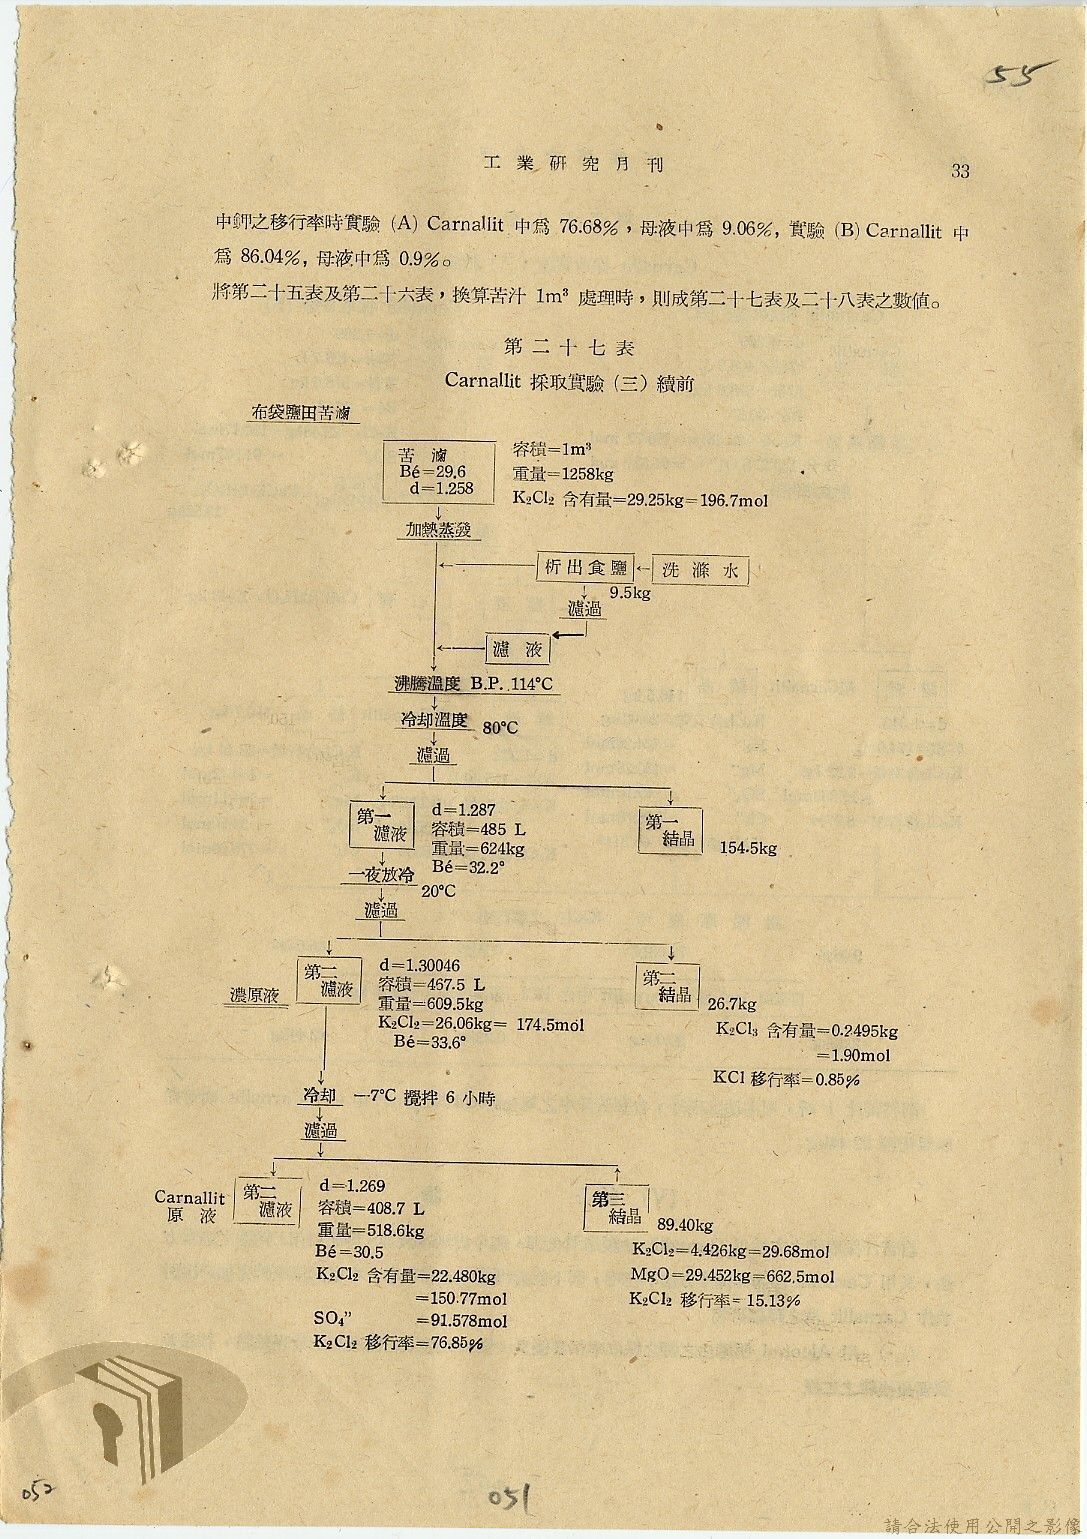 55
工業研究月刊 33
中鉀之移行率時實驗 (A) Carnallit 中爲 76.68%,母液中爲 9.06%, 實驗 (B) Carnallit 中
爲 86.04%, 母液中爲 0.9%。
將第二十五表及第二十六表,換算苦汁 1m³ 處理時,則成第二十七表及二十八表之數值。
第二十七表
Carnallit 採取實驗 (三) 續前
布袋鹽田苦滷
苦滷
Bé=29.6
d=1.258
容積=1m³
重量=1258kg
K₂Cl₂ 含有量=29.25kg=196.7mol
加熱蒸發
析出食鹽
洗滌水
9.5kg
濾過
濾液
沸騰溫度 B.P. 114°C
冷却溫度 80°C
濾過
第一
濾液
d=1.287
容積=485 L
重量=624kg
Bé=32.2°
第一
結晶
154.5kg
一夜放冷
20°C
濾過
濃原液
第二
濾液
d=1.30046
容積=467.5 L
重量=609.5kg
K₂Cl₂=26.06kg= 174.5mol
Bé=33.6°
第二
結晶
26.7kg
K₂Cl₃ 含有量=0.2495kg
=1.90mol
KCl 移行率=0.85%
冷却 —7°C 攪拌 6 小時
濾過
Carnallit
原液
第二
濾液
d=1.269
容積=408.7 L
重量=518.6kg
Bé=30.5
K₂Cl₂ 含有量=22.480kg
=150.77mol
SO₄" =91.578mol
K₂Cl₂ 移行率=76.85%
第三
結晶
89.40kg
K₂Cl₂=4.426kg=29.68mol
MgO=29.452kg=662.5mol
K₂Cl₂ 移行率=15.13%
052
051
請合法使用公開之影像